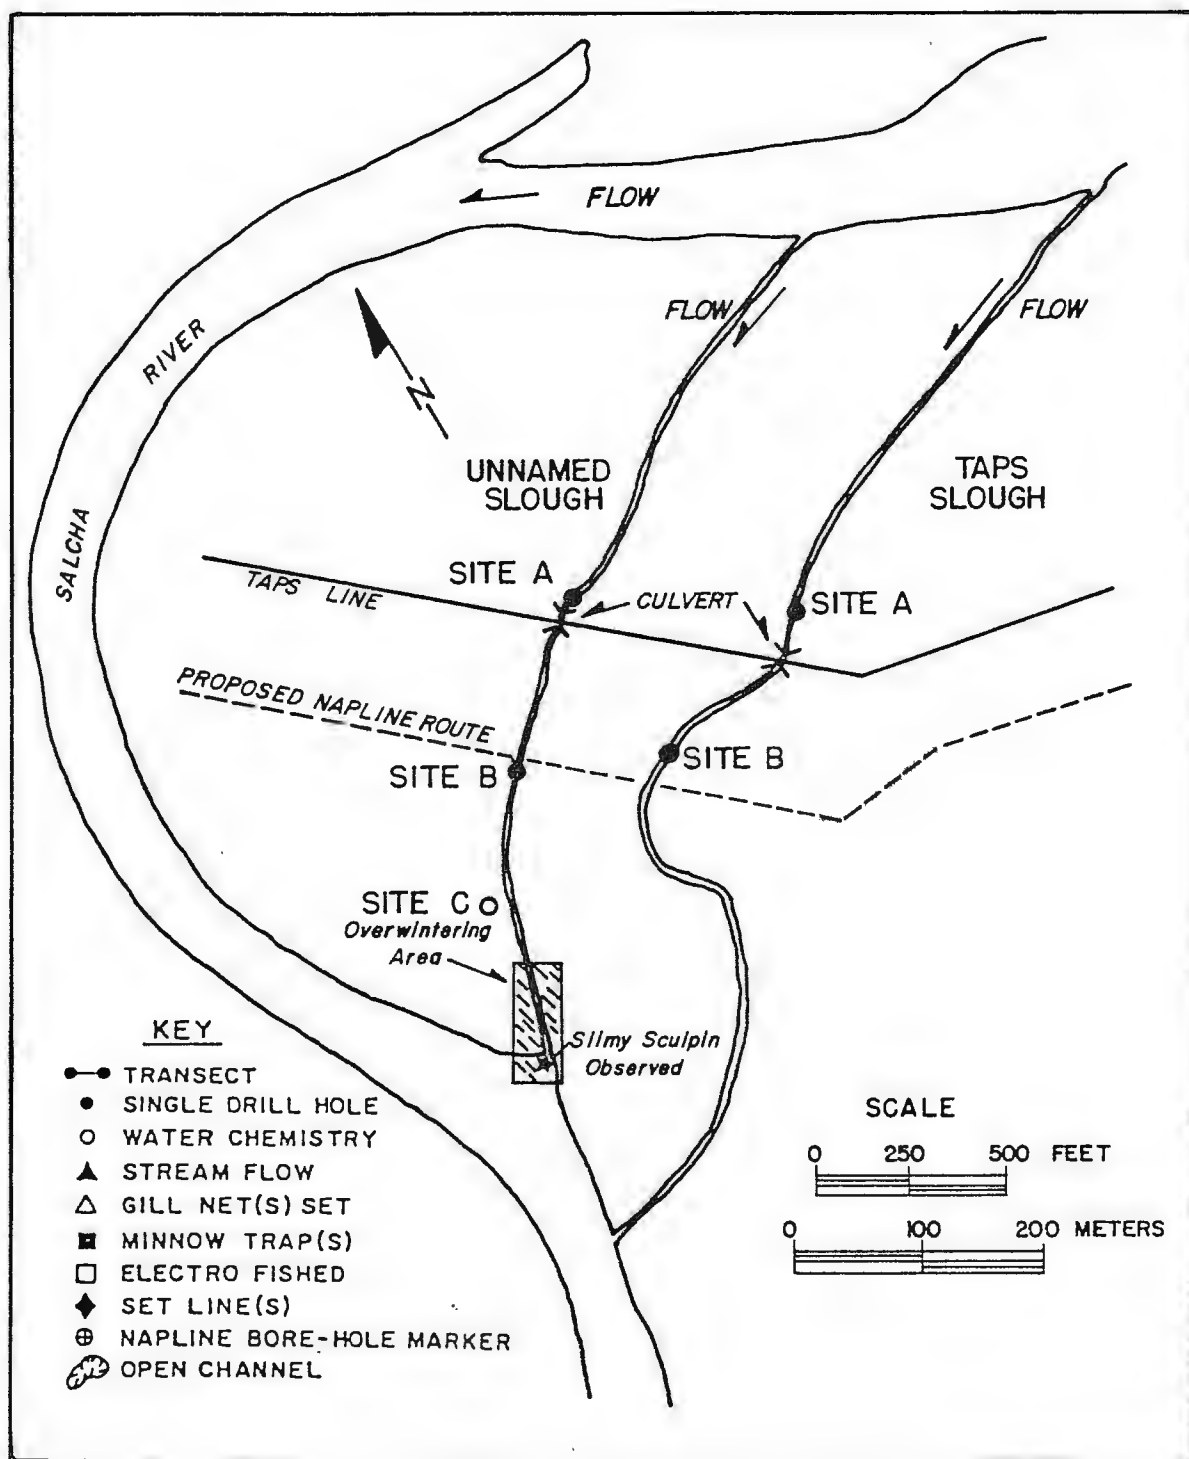 FLOW
FLOW
FLOW
RIVER
SALCHA
N
UNNAMED
SLOUGH
TAPS
SLOUGH
SITE A
TAPS LINE
CULVERT
SITE A
PROPOSED NAPLINE ROUTE
SITE B
SITE B
SITE C
Overwintering
Area
Slimy Sculpin
Observed
KEY
TRANSECT
SINGLE DRILL HOLE
WATER CHEMISTRY
STREAM FLOW
GILL NET(S) SET
MINNOW TRAP(S)
ELECTRO FISHED
SET LINE(S)
NAPLINE BORE-HOLE MARKER
OPEN CHANNEL
SCALE
0 250 500 FEET
0 100 200 METERS